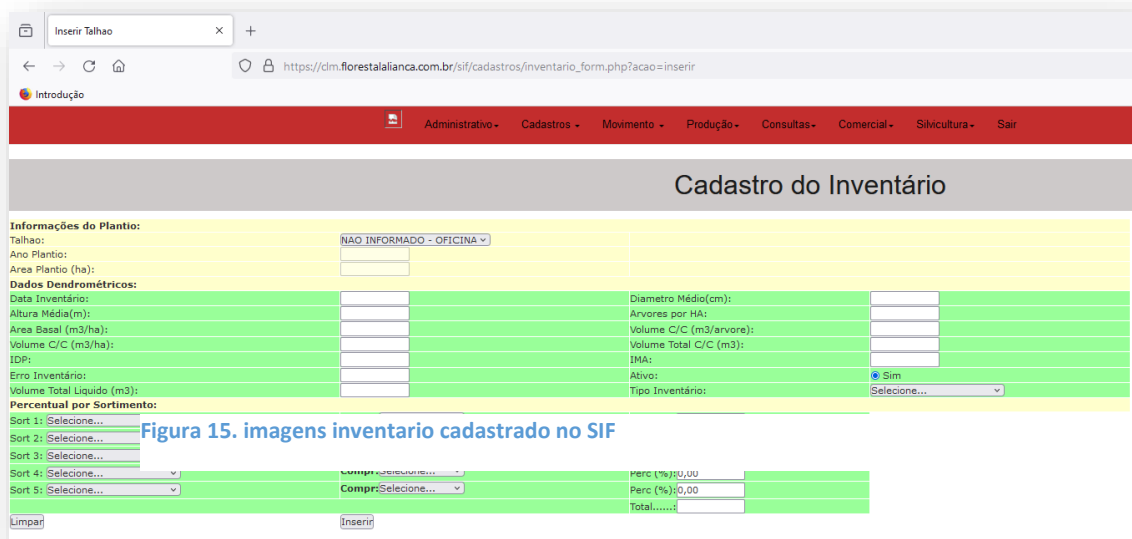 Inserir Talhao
https://clm.florestalalianca.com.br/sif/cadastros/inventario_form.php?acao=inserir
Introdução
Administrativo Cadastros Movimento Produção Consultas Comercial Silvicultura Sair
Cadastro do Inventário
Informações do Plantio:
Talhao: NAO INFORMADO - OFICINA
Ano Plantio:
Area Plantio (ha):
Dados Dendrométricos:
Data Inventário: Diametro Médio(cm):
Altura Média(m): Arvores por HA:
Area Basal (m3/ha): Volume C/C (m3/arvore):
Volume C/C (m3/ha): Volume Total C/C (m3):
IDP: IMA:
Erro Inventário: Ativo: Sim
Volume Total Liquido (m3): Tipo Inventário: Selecione...
Percentual por Sortimento:
Sort 1: Selecione...
Sort 2: Selecione...
Figura 15. imagens inventario cadastrado no SIF
Sort 3: Selecione...
Sort 4: Selecione... Compr: Selecione... Perc (%): 0,00
Sort 5: Selecione... Compr: Selecione... Perc (%): 0,00
Total......:
Limpar Inserir